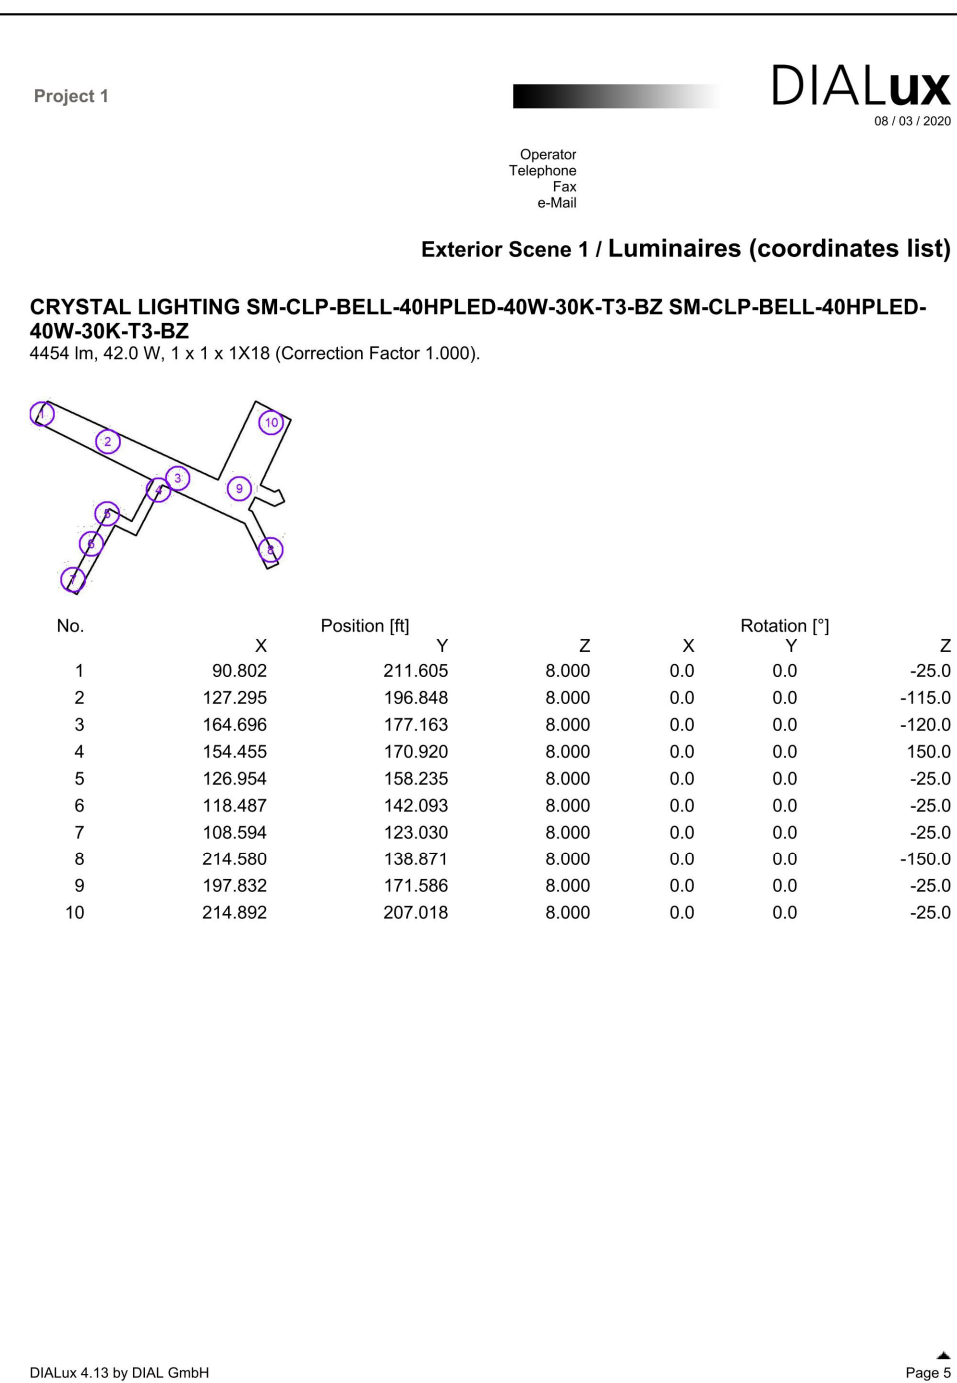 Project 1
DIALux
08 / 03 / 2020
Operator
Telephone
Fax
e-Mail
Exterior Scene 1 / Luminaires (coordinates list)
CRYSTAL LIGHTING SM-CLP-BELL-40HPLED-40W-30K-T3-BZ SM-CLP-BELL-40HPLED-
40W-30K-T3-BZ
4454 lm, 42.0 W, 1 x 1 x 1X18 (Correction Factor 1.000).
1
10
2
3
9
4
5
6
8
7
No. Position [ft] Rotation [°]
X Y Z X Y Z
1 90.802 211.605 8.000 0.0 0.0 -25.0
2 127.295 196.848 8.000 0.0 0.0 -115.0
3 164.696 177.163 8.000 0.0 0.0 -120.0
4 154.455 170.920 8.000 0.0 0.0 150.0
5 126.954 158.235 8.000 0.0 0.0 -25.0
6 118.487 142.093 8.000 0.0 0.0 -25.0
7 108.594 123.030 8.000 0.0 0.0 -25.0
8 214.580 138.871 8.000 0.0 0.0 -150.0
9 197.832 171.586 8.000 0.0 0.0 -25.0
10 214.892 207.018 8.000 0.0 0.0 -25.0
DIALux 4.13 by DIAL GmbH Page 5